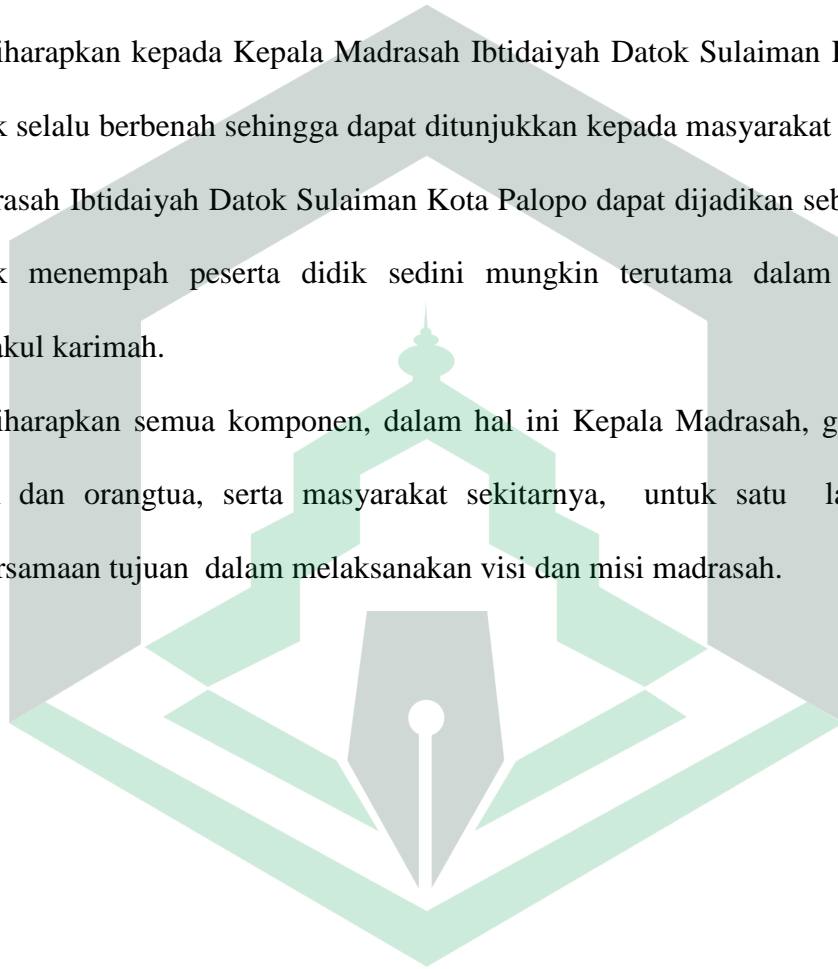 iharapkan kepada Kepala Madrasah Ibtidaiyah Datok Sulaiman
selalu berbenah sehingga dapat ditunjukkan kepada masyarakat
rasah Ibtidaiyah Datok Sulaiman Kota Palopo dapat dijadikan seb
menempah peserta didik sedini mungkin terutama dalam
akul karimah.
iharapkan semua komponen, dalam hal ini Kepala Madrasah, g
dan orangtua, serta masyarakat sekitarnya, untuk satu la
rsamaan tujuan dalam melaksanakan visi dan misi madrasah.